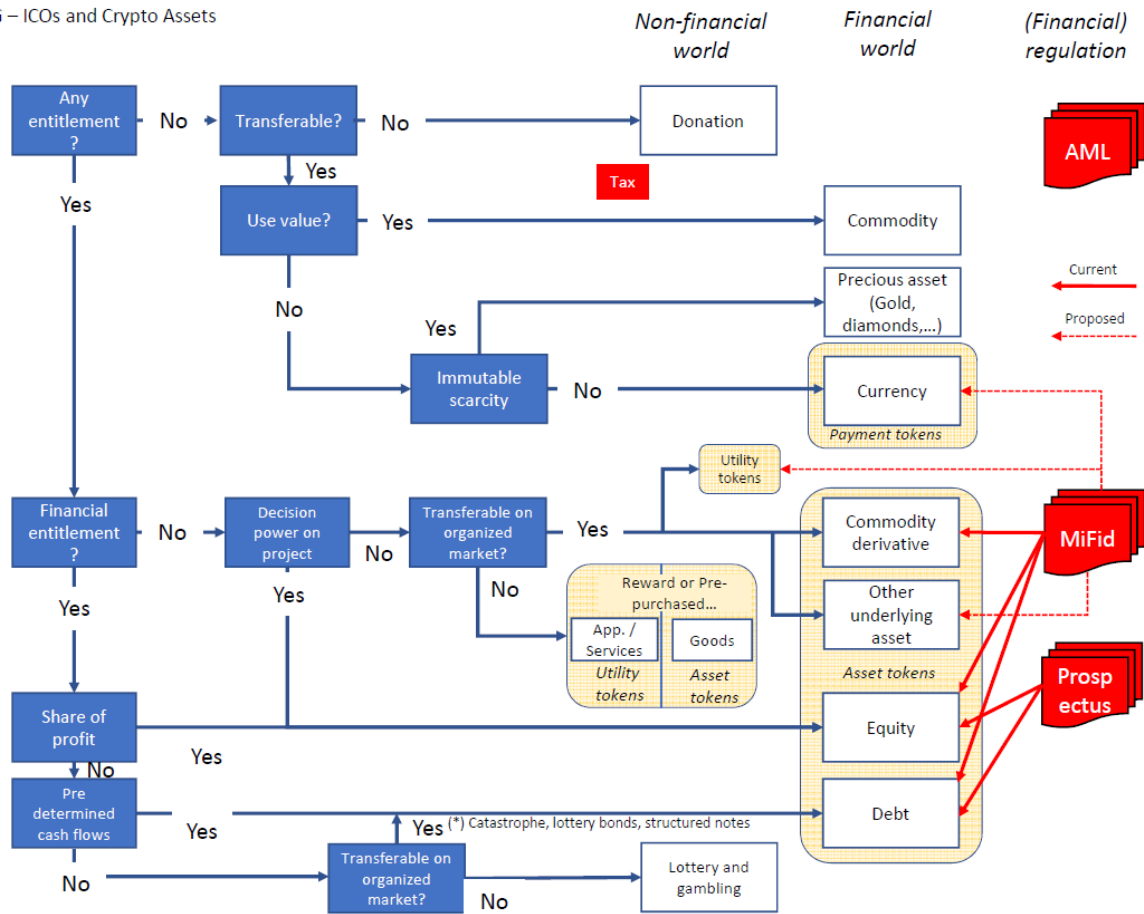 – ICOs and Crypto Assets
Non-financial
world
Financial
world
(Financial)
regulation
Any
entitlement
?
No
Transferable?
No
Donation
AML
Yes
Yes
Tax
Use value?
Yes
Commodity
No
Precious asset
(Gold,
diamonds,...)
Current
Proposed
Yes
Immutable
scarcity
No
Currency
Payment tokens
Utility
tokens
Financial
entitlement
?
No
Decision
power on
project
No
Transferable on
organized
market?
Yes
Commodity
derivative
MiFid
Yes
Yes
No
Reward or Pre-
purchased...
App. /
Services
Goods
Utility
tokens
Asset
tokens
Other
underlying
asset
Asset tokens
Prosp
ectus
Share of
profit
Yes
Equity
No
Pre
determined
cash flows
Yes
Yes
(*) Catastrophe, lottery bonds, structured notes
Debt
No
Transferable on
organized
market?
No
Lottery and
gambling